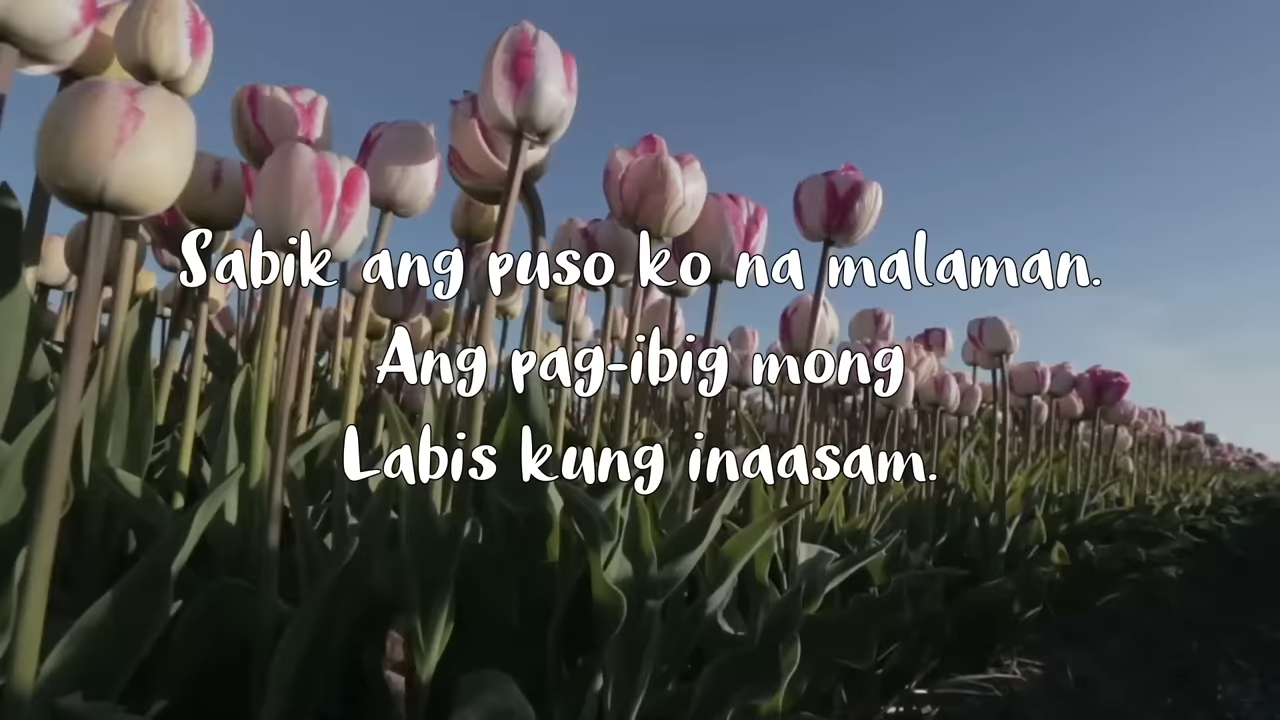 Sabik ang puso ko na malaman.
Ang pag-ibig mong
Labis kung inaasam.